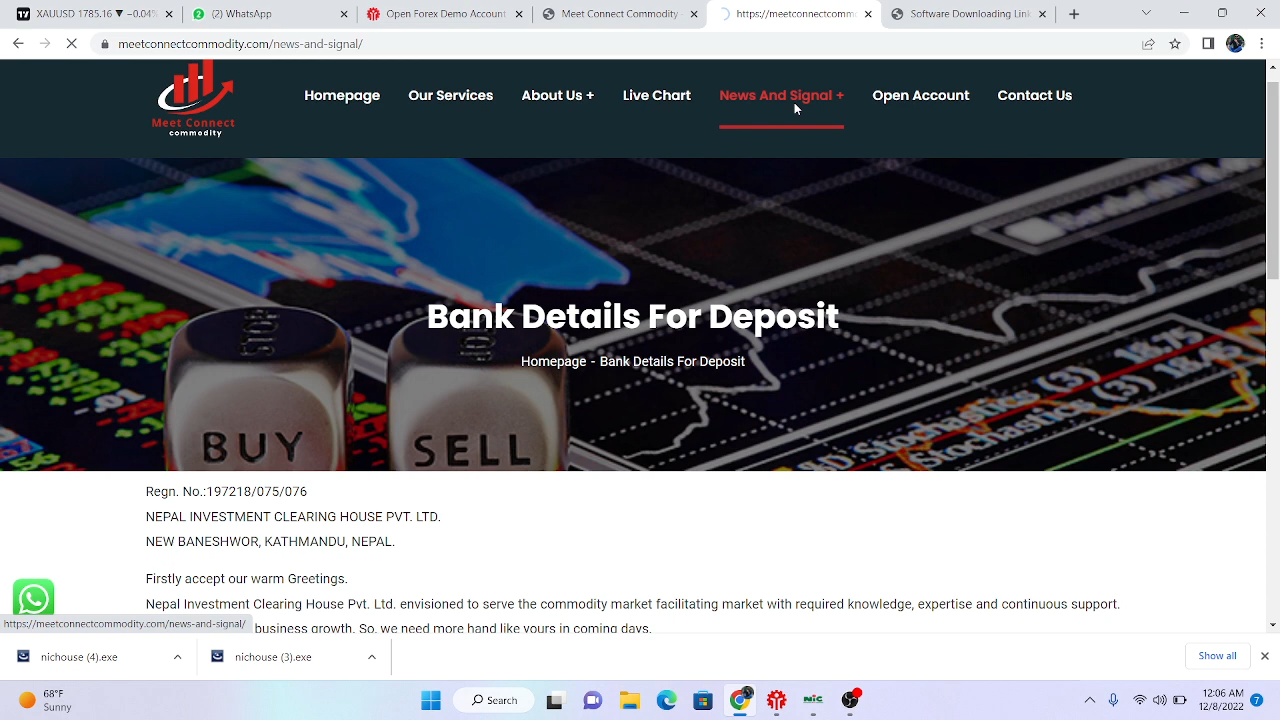 XAUUSD 1785.16 ▼ −0.04%
(2) WhatsApp
Open Forex Demo Account
Meet Connect Commodity
https://meetconnectcomm
Software Downloading Link
meetconnectcommodity.com/news-and-signal/
Meet Connect
commodity
Homepage
Our Services
About Us +
Live Chart
News And Signal +
Open Account
Contact Us
Bank Details For Deposit
Homepage - Bank Details For Deposit
BUY
SELL
Regn. No.:197218/075/076
NEPAL INVESTMENT CLEARING HOUSE PVT. LTD.
NEW BANESHWOR, KATHMANDU, NEPAL.
Firstly accept our warm Greetings.
Nepal Investment Clearing House Pvt. Ltd. envisioned to serve the commodity market facilitating market with required knowledge, expertise and continuous support.
business growth. So, we need more hand like yours in coming days.
https://meetconnectcommodity.com/news-and-signal/
nichouse (4).exe
nichouse (3).exe
Show all
68°F
Sunny
Search
NIC
12:06 AM
12/8/2022
7